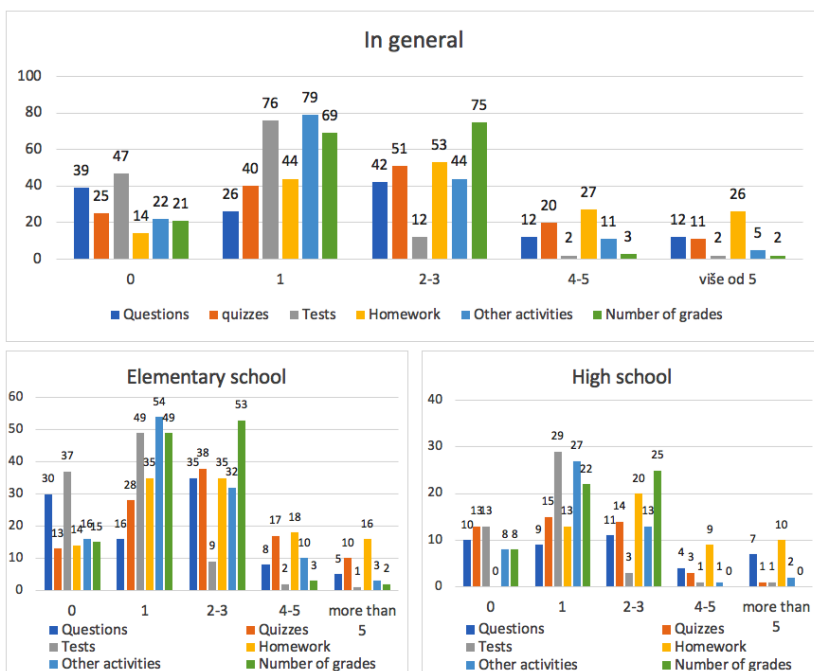 In general
100
80
60
40
20
0
39 25 47 14 22 21
26 40 76 44 79 69
42 51 12 53 44 75
12 20 2 27 11 3
12 11 2 26 5 2
0 1 2-3 4-5 više od 5
Questions quizzes Tests Homework Other activities Number of grades
Elementary school
60
50
40
30
20
10
0
30 13 37 14 16 15
16 28 49 35 54 49
35 38 9 35 32 53
8 17 2 18 10 3
5 10 1 16 3 2
0 1 2-3 4-5 more than
5
Questions Quizzes
Tests Homework
Other activities Number of grades
High school
40
30
20
10
0
10 13 13 0 8 8
9 15 29 13 27 22
11 14 3 20 13 25
4 3 1 9 1 0
7 1 1 10 2 0
0 1 2-3 4-5 more than
5
Questions Quizzes
Tests Homework
Other activities Number of grades